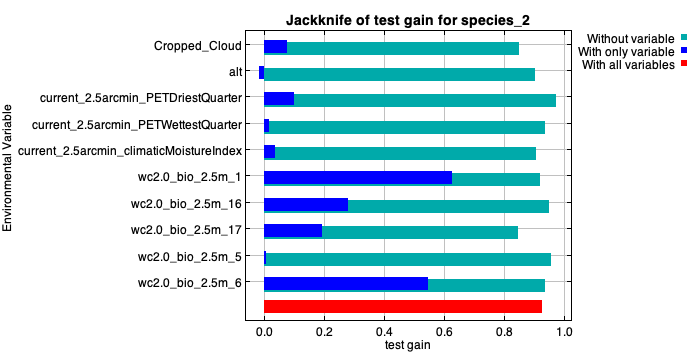 Jackknife of test gain for species_2
Without variable
With only variable
With all variables
Environmental Variable
Cropped_Cloud
alt
current_2.5arcmin_PETDriestQuarter
current_2.5arcmin_PETWettestQuarter
current_2.5arcmin_climaticMoistureIndex
wc2.0_bio_2.5m_1
wc2.0_bio_2.5m_16
wc2.0_bio_2.5m_17
wc2.0_bio_2.5m_5
wc2.0_bio_2.5m_6
0.0 0.2 0.4 0.6 0.8 1.0
test gain